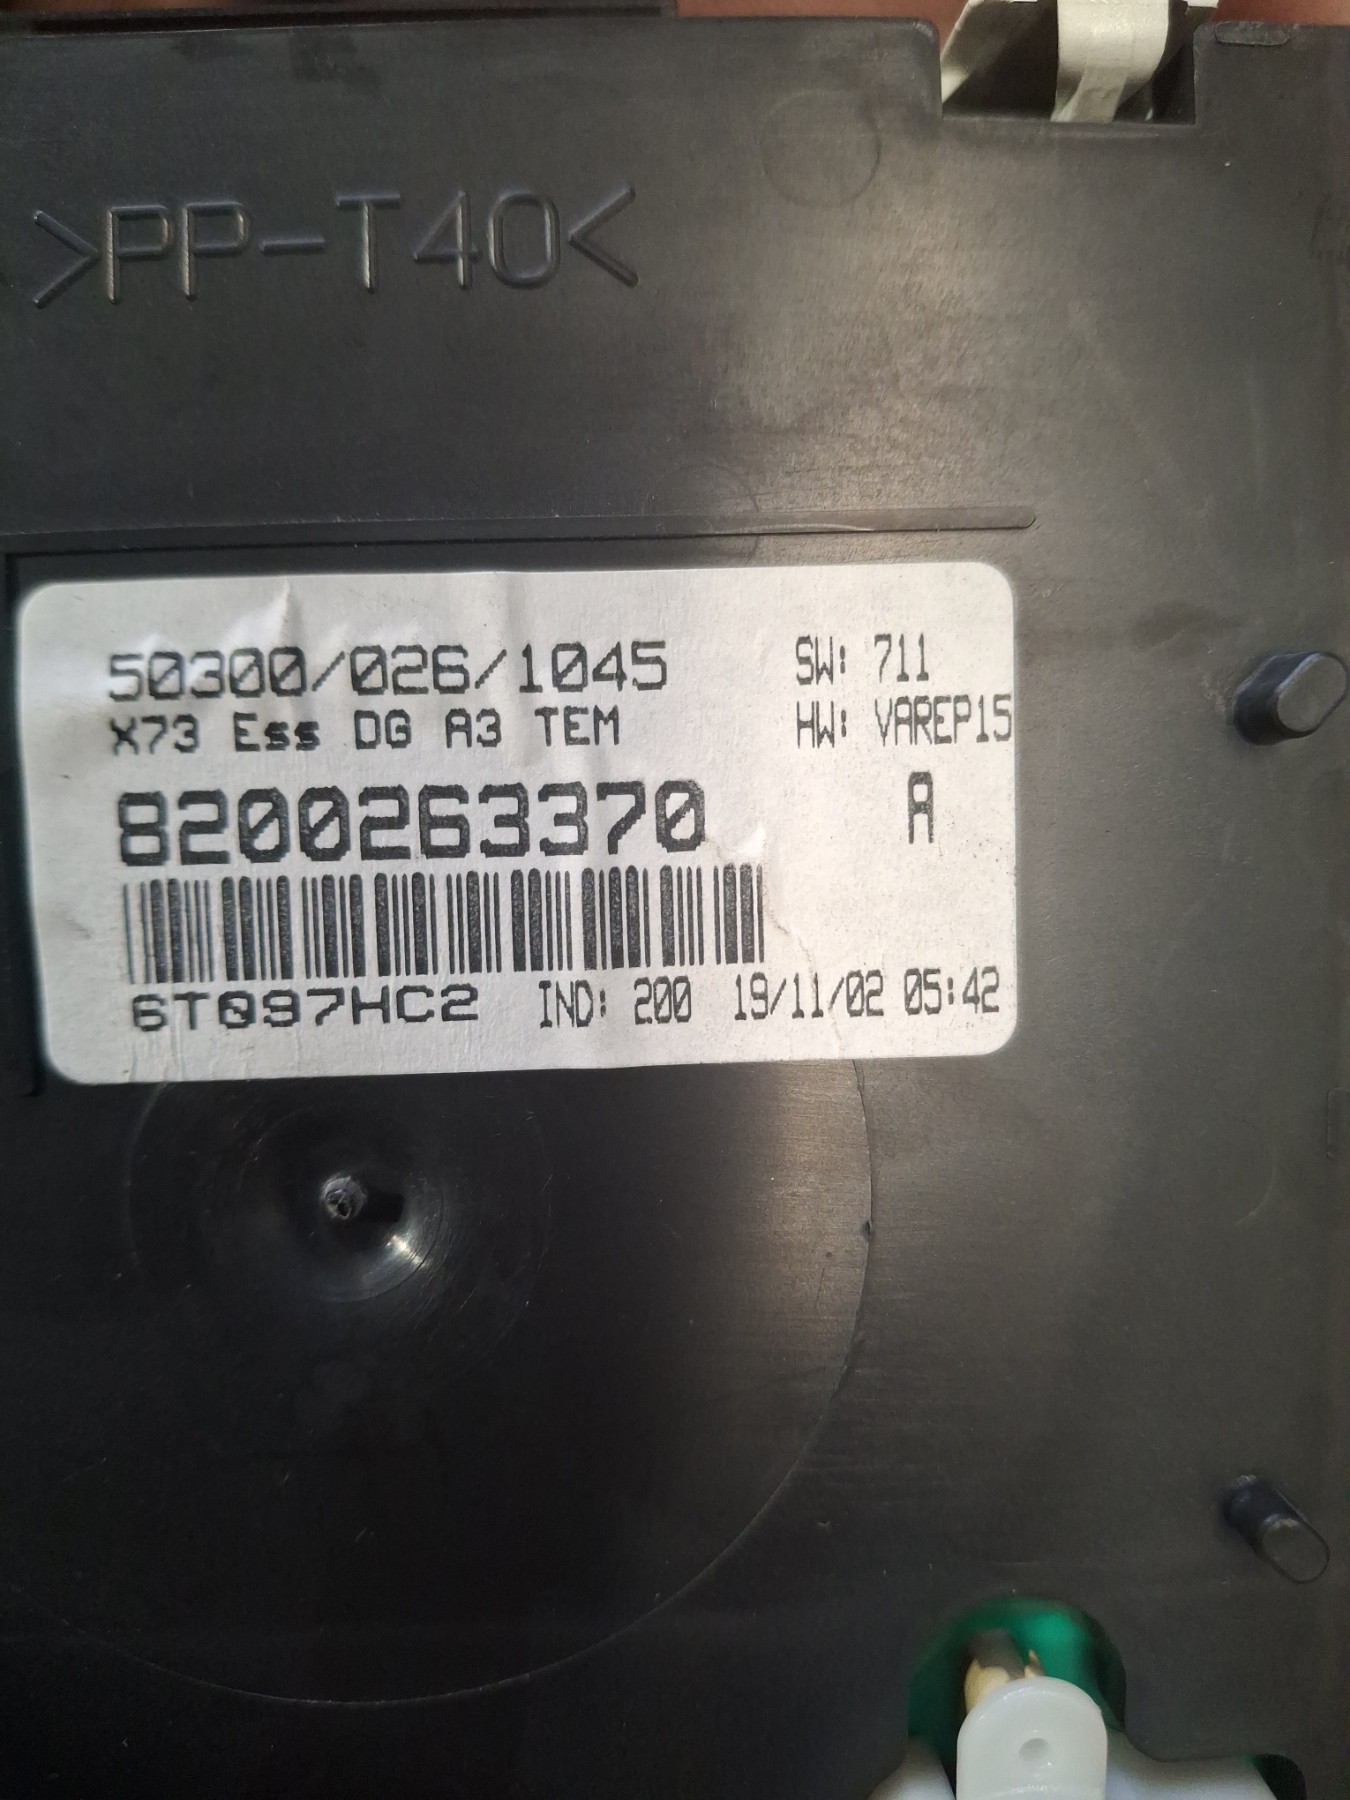 >PP-T40<
50300/026/1045
SW: 711
X73 Ess DG A3 TEM
HW: VAREP15
8200263370
A
6T097HC2 IND: 200 19/11/02 05:42